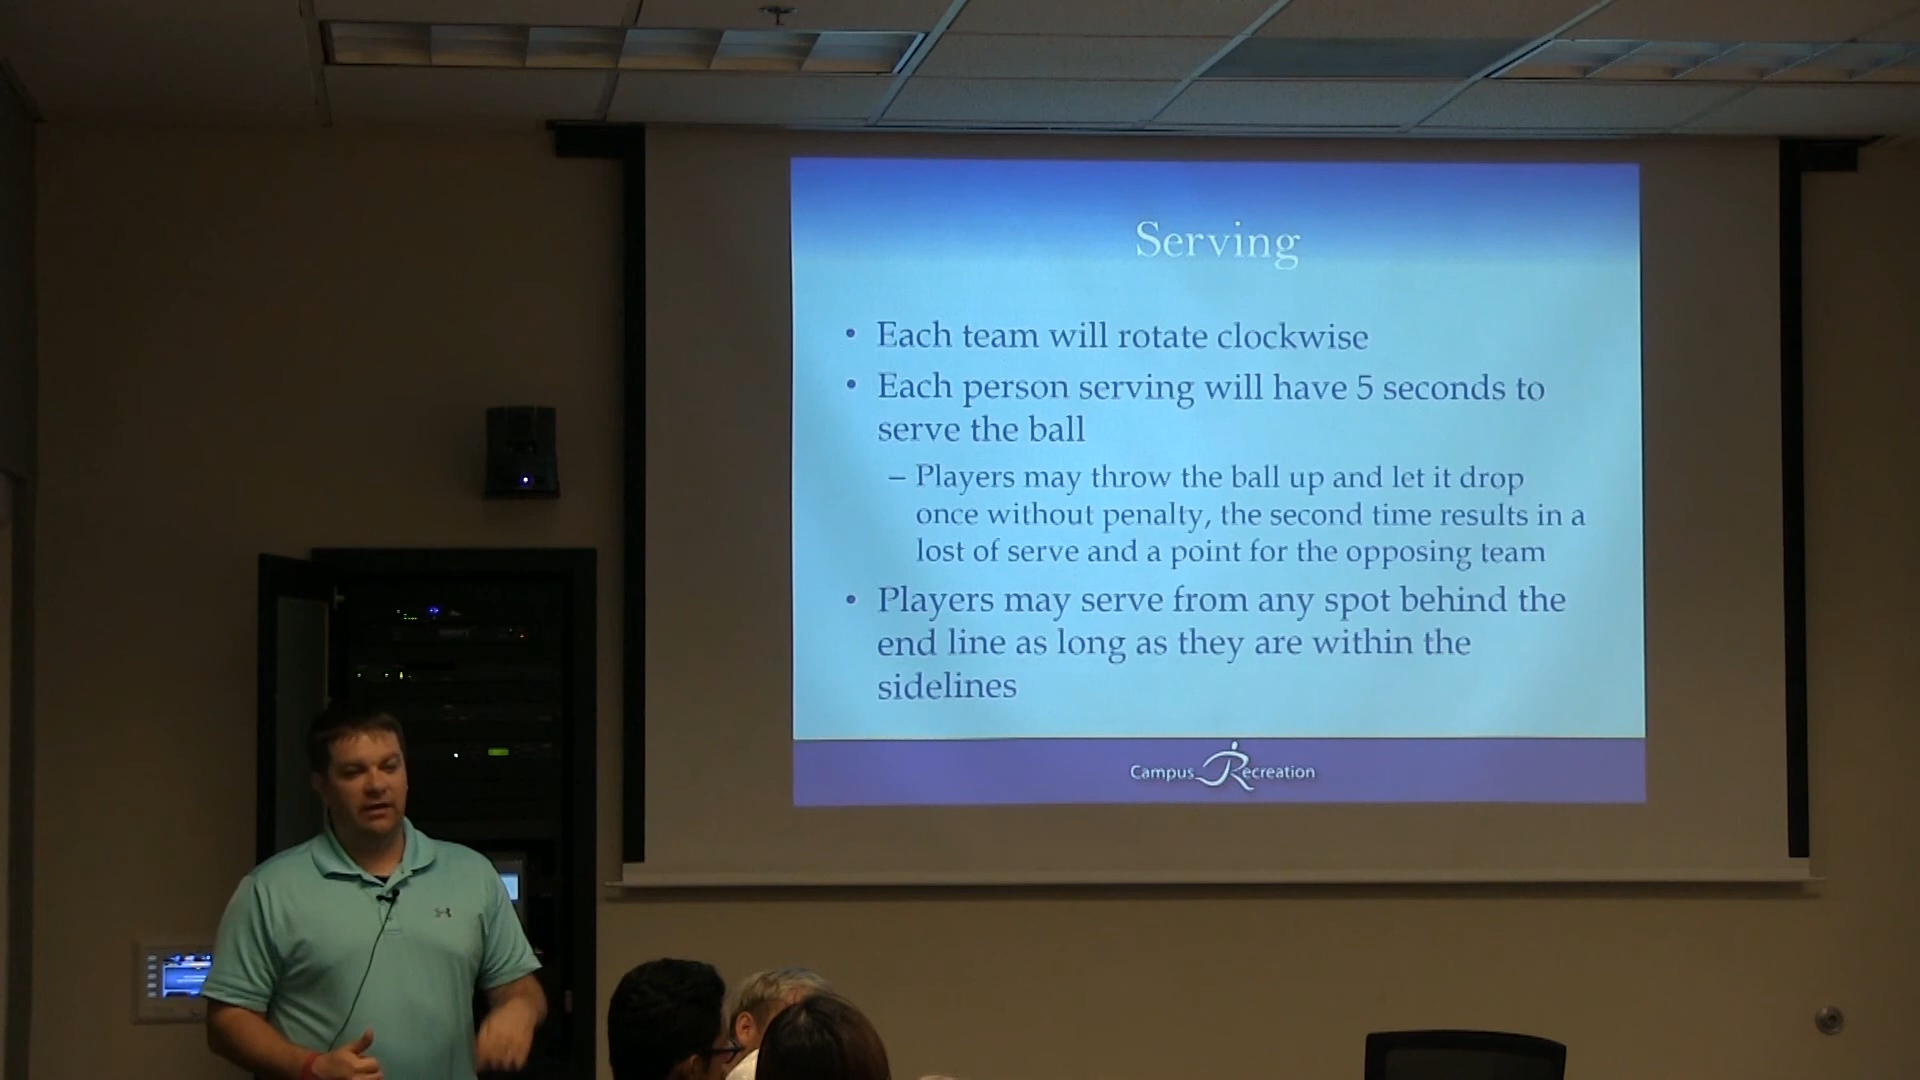 Serving
• Each team will rotate clockwise
• Each person serving will have 5 seconds to
serve the ball
– Players may throw the ball up and let it drop
once without penalty, the second time results in a
lost of serve and a point for the opposing team
• Players may serve from any spot behind the
end line as long as they are within the
sidelines
Campus Recreation